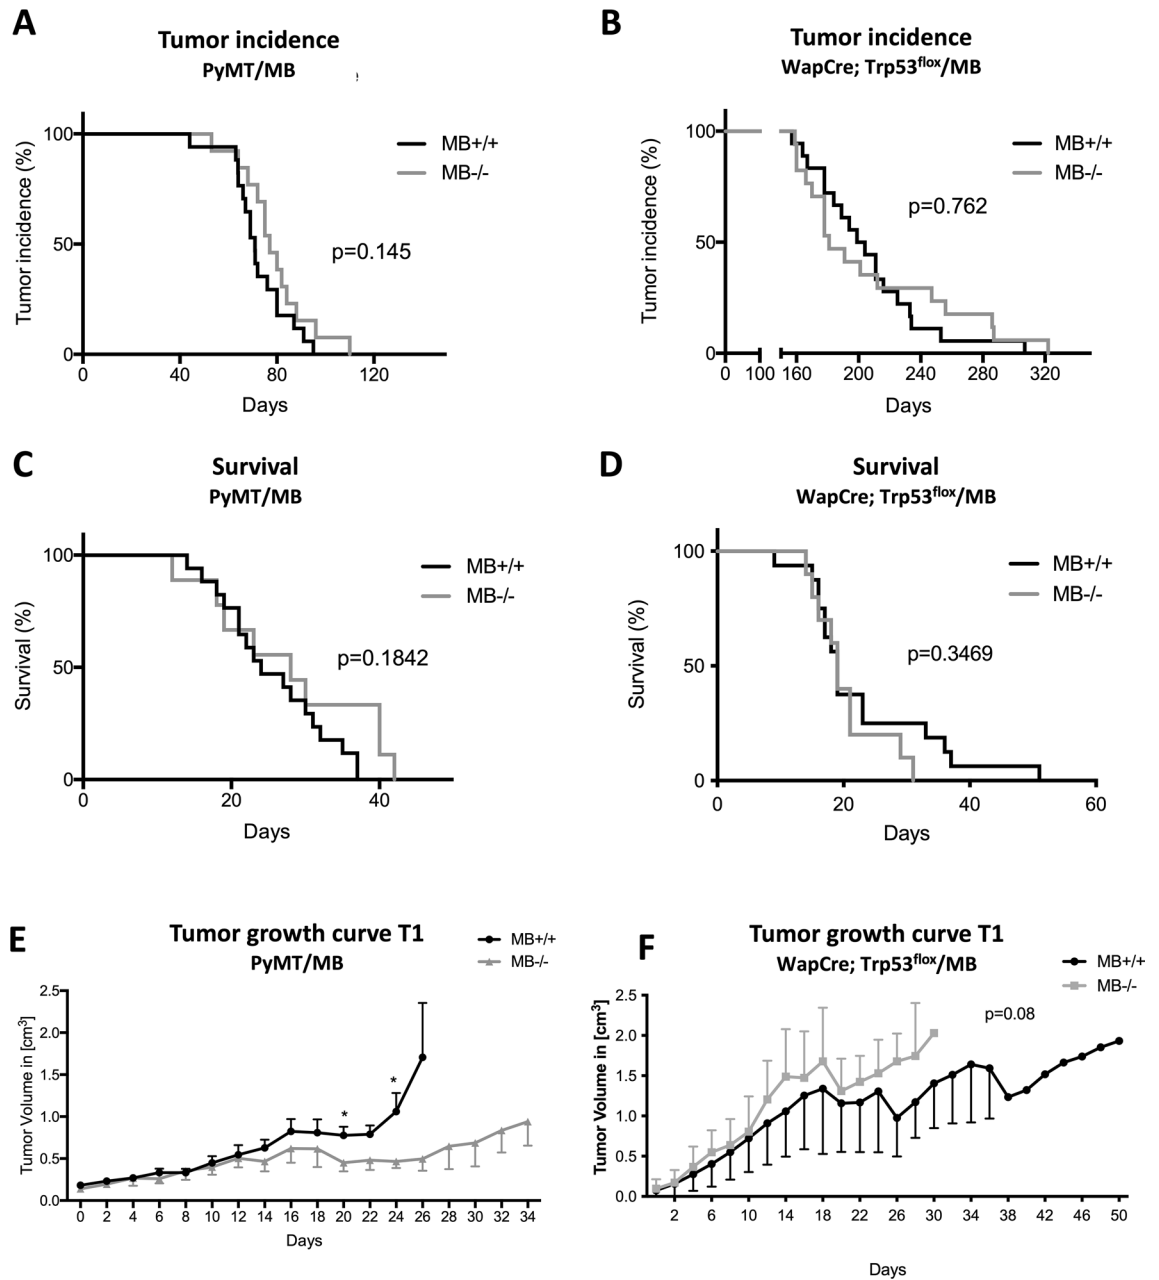 A
Tumor incidence
PyMT/MB
Tumor incidence (%)
100
50
0
0 40 80 120
Days
MB+/+
MB-/-
p=0.145
B
Tumor incidence
WapCre; Trp53flox/MB
Tumor incidence (%)
100
50
0
0 100 160 200 240 280 320
Days
MB+/+
MB-/-
p=0.762
C
Survival
PyMT/MB
Survival (%)
100
50
0
0 20 40
Days
MB+/+
MB-/-
p=0.1842
D
Survival
WapCre; Trp53flox/MB
Survival (%)
100
50
0
0 20 40 60
Days
MB+/+
MB-/-
p=0.3469
E
Tumor growth curve T1
PyMT/MB
MB+/+
MB-/-
Tumor Volume in [cm3]
2.5
2.0
1.5
1.0
0.5
0.0
*
*
0 2 4 6 8 10 12 14 16 18 20 22 24 26 28 30 32 34
Days
F
Tumor growth curve T1
WapCre; Trp53flox/MB
MB+/+
MB-/-
p=0.08
Tumor Volume in [cm3]
2.5
2.0
1.5
1.0
0.5
0.0
2 6 10 14 18 22 26 30 34 38 42 46 50
Days